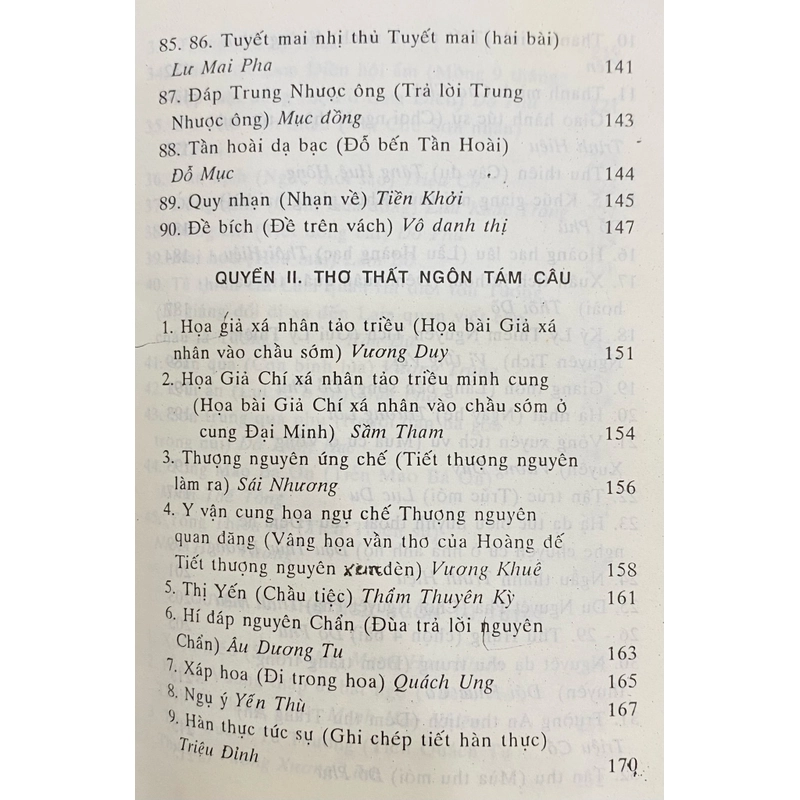 85. 86. Tuyết mai nhị thủ Tuyết mai (hai bài)
Lư Mai Pha 141
87. Đáp Trung Nhược ông (Trả lời Trung
Nhược ông) Mục đồng 143
88. Tần hoài dạ bạc (Đỗ bến Tần Hoài)
Đỗ Mục 144
89. Quy nhạn (Nhạn về) Tiền Khởi 145
90. Đề bích (Đề trên vách) Vô danh thị 147
QUYỂN II. THƠ THẤT NGÔN TÁM CÂU
1. Họa giả xá nhân tảo triều (Họa bài Giả xá
nhân vào chầu sớm) Vương Duy 151
2. Họa Giả Chí xá nhân tảo triều minh cung
(Họa bài Giả Chí xá nhân vào chầu sớm ở
cung Đại Minh) Sầm Tham 154
3. Thượng nguyên ứng chế (Tiết thượng nguyên
làm ra) Sái Nhương 156
4. Y vận cung họa ngự chế Thượng nguyên
quan đăng (Vâng họa vần thơ của Hoàng đế
Tiết thượng nguyên xem đèn) Vương Khuê 158
5. Thị Yến (Chầu tiệc) Thẩm Thuyên Kỳ 161
6. Hí đáp nguyên Chẩn (Đùa trả lời nguyên
Chẩn) Âu Dương Tu 163
7. Xáp hoa (Đi trong hoa) Quách Ung 165
8. Ngụ ý Yến Thù 167
9. Hàn thực tức sự (Ghi chép tiết hàn thực)
Triệu Đỉnh 170